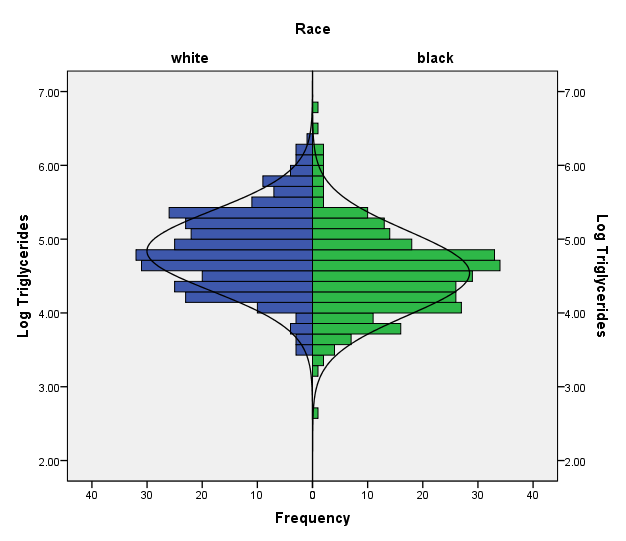 Race
white black
7.00 7.00
6.00 6.00
5.00 5.00
4.00 4.00
3.00 3.00
2.00 2.00
Log Triglycerides
Log Triglycerides
40 30 20 10 0 10 20 30 40
Frequency